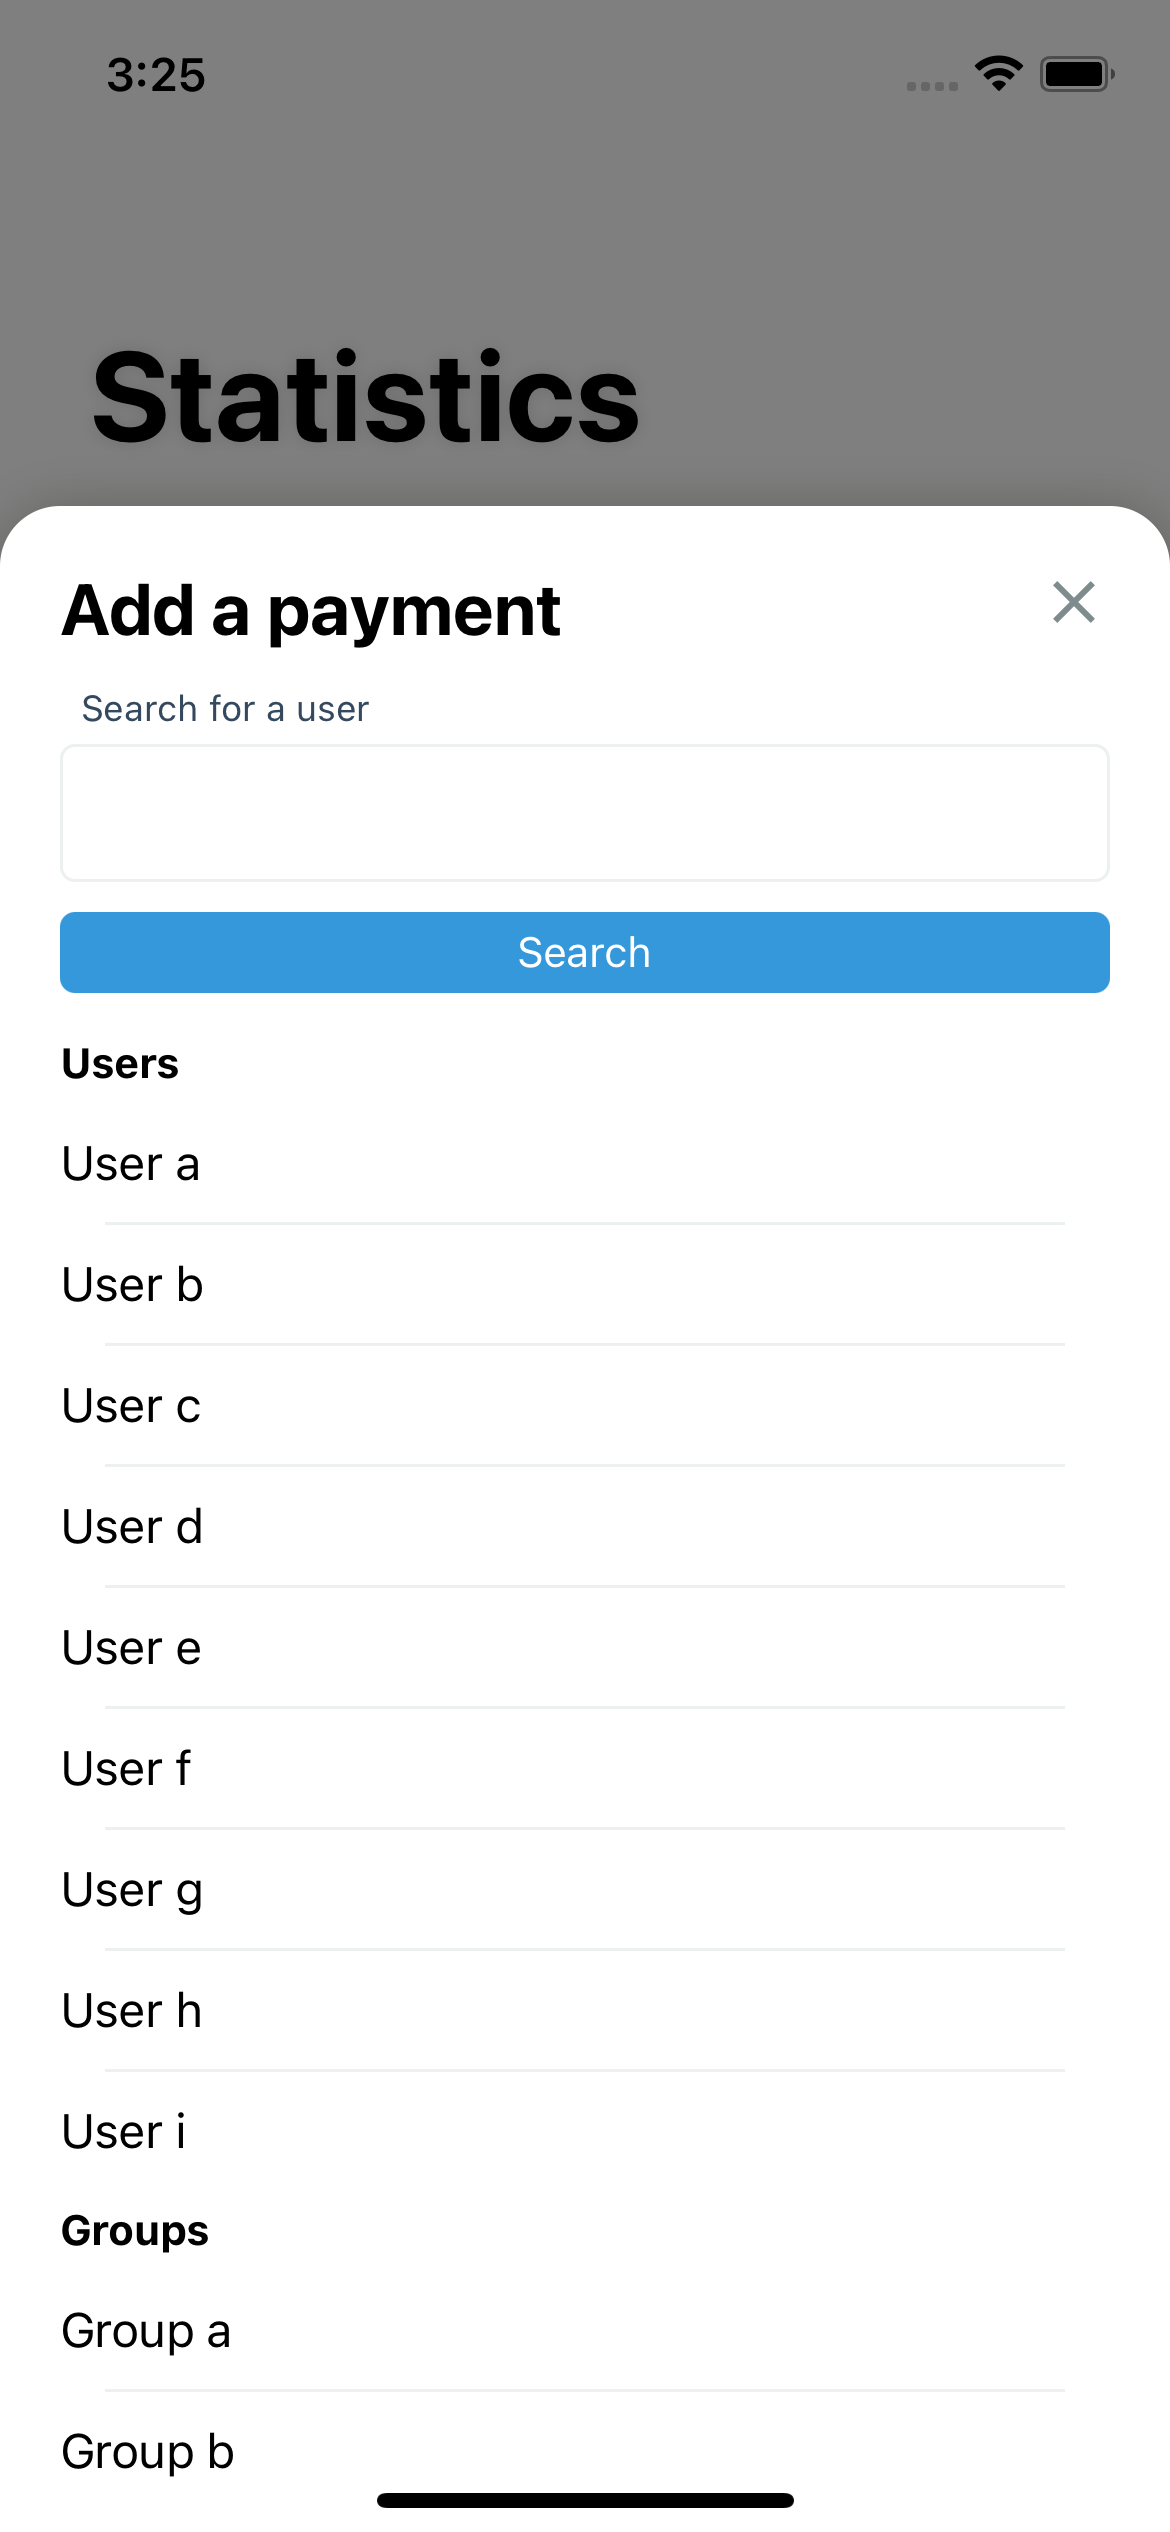 3:25
Statistics
Add a payment
Search for a user
Search
Users
User a
User b
User c
User d
User e
User f
User g
User h
User i
Groups
Group a
Group b